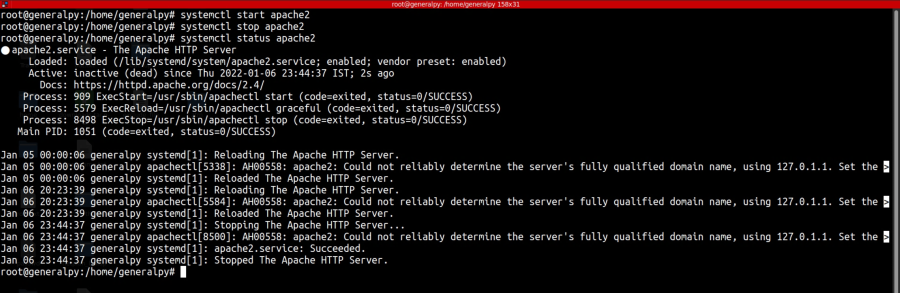 root@generalpy: /home/generalpy 158x31
root@generalpy:/home/generalpy# systemctl start apache2
root@generalpy:/home/generalpy# systemctl stop apache2
root@generalpy:/home/generalpy# systemctl status apache2
● apache2.service - The Apache HTTP Server
Loaded: loaded (/lib/systemd/system/apache2.service; enabled; vendor preset: enabled)
Active: inactive (dead) since Thu 2022-01-06 23:44:37 IST; 2s ago
Docs: https://httpd.apache.org/docs/2.4/
Process: 909 ExecStart=/usr/sbin/apachectl start (code=exited, status=0/SUCCESS)
Process: 5579 ExecReload=/usr/sbin/apachectl graceful (code=exited, status=0/SUCCESS)
Process: 8498 ExecStop=/usr/sbin/apachectl stop (code=exited, status=0/SUCCESS)
Main PID: 1051 (code=exited, status=0/SUCCESS)
Jan 05 00:00:06 generalpy systemd[1]: Reloading The Apache HTTP Server.
Jan 05 00:00:06 generalpy apachectl[5338]: AH00558: apache2: Could not reliably determine the server's fully qualified domain name, using 127.0.1.1. Set the >
Jan 05 00:00:06 generalpy systemd[1]: Reloaded The Apache HTTP Server.
Jan 06 20:23:39 generalpy systemd[1]: Reloading The Apache HTTP Server.
Jan 06 20:23:39 generalpy apachectl[5584]: AH00558: apache2: Could not reliably determine the server's fully qualified domain name, using 127.0.1.1. Set the >
Jan 06 20:23:39 generalpy systemd[1]: Reloaded The Apache HTTP Server.
Jan 06 23:44:37 generalpy systemd[1]: Stopping The Apache HTTP Server...
Jan 06 23:44:37 generalpy apachectl[8500]: AH00558: apache2: Could not reliably determine the server's fully qualified domain name, using 127.0.1.1. Set the >
Jan 06 23:44:37 generalpy systemd[1]: apache2.service: Succeeded.
Jan 06 23:44:37 generalpy systemd[1]: Stopped The Apache HTTP Server.
root@generalpy:/home/generalpy#